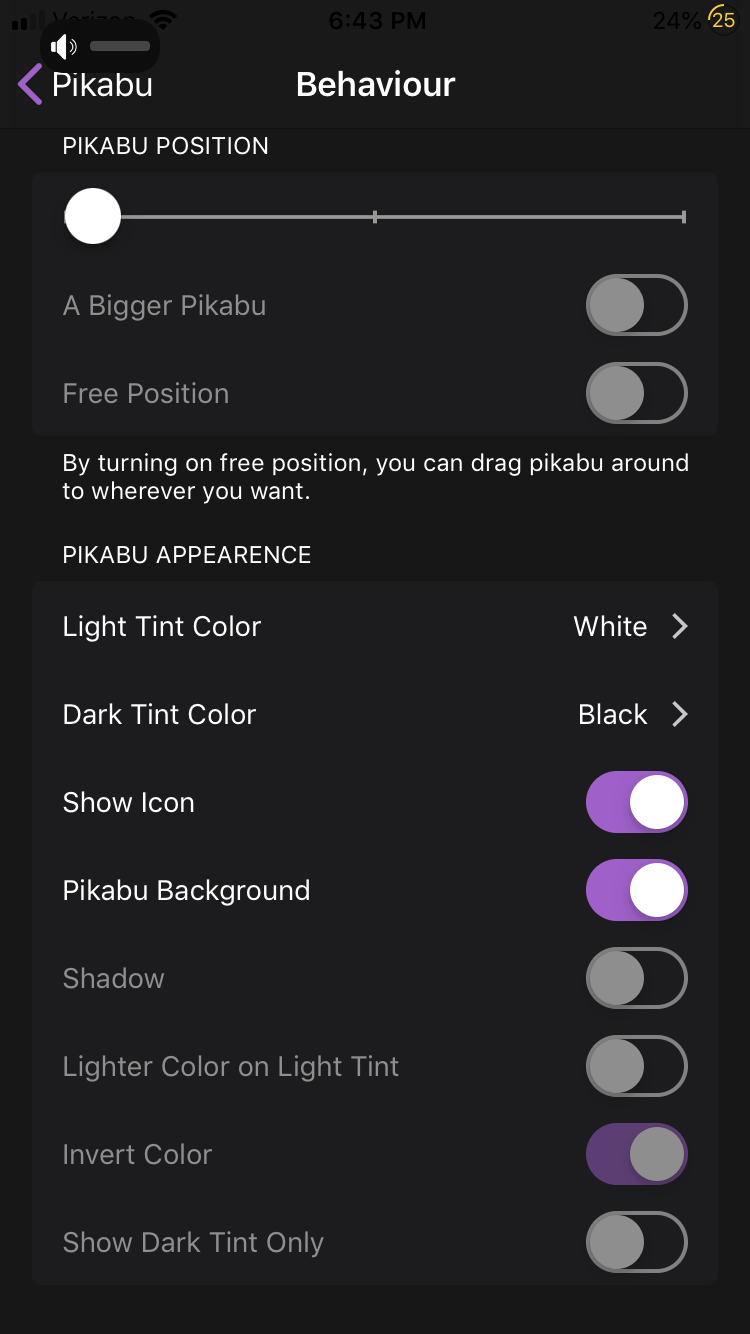 Verizon 6:43 PM 24% 25
Pikabu Behaviour
PIKABU POSITION
A Bigger Pikabu
Free Position
By turning on free position, you can drag pikabu around
to wherever you want.
PIKABU APPEARENCE
Light Tint Color White
Dark Tint Color Black
Show Icon
Pikabu Background
Shadow
Lighter Color on Light Tint
Invert Color
Show Dark Tint Only